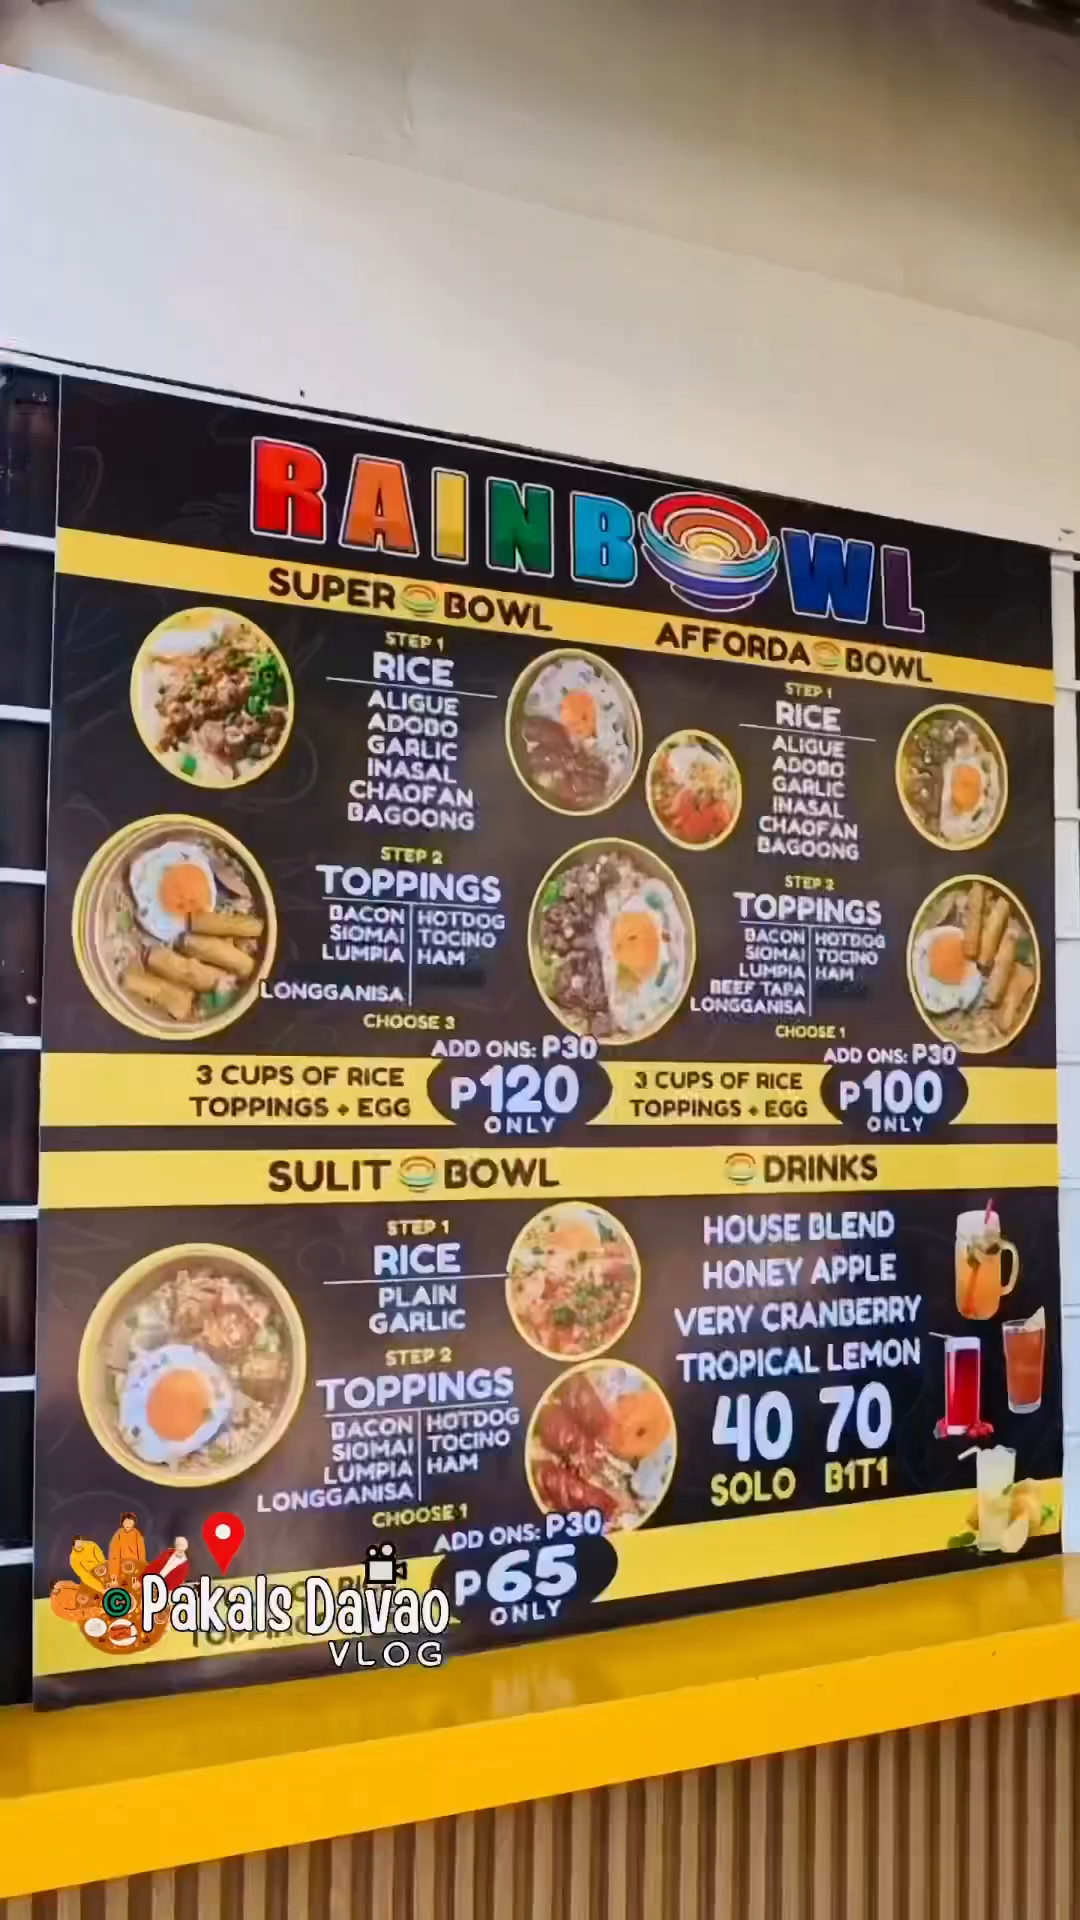 RAINBOWL
SUPER BOWL
STEP 1
RICE
ALIGUE
ADOBO
GARLIC
INASAL
CHAOFAN
BAGOONG
STEP 2
TOPPINGS
BACON HOTDOG
SIOMAI TOCINO
LUMPIA HAM
LONGGANISA
CHOOSE 3
ADD ONS: P30
3 CUPS OF RICE
TOPPINGS + EGG
P120
ONLY
AFFORDA BOWL
STEP 1
RICE
ALIGUE
ADOBO
GARLIC
INASAL
CHAOFAN
BAGOONG
STEP 2
TOPPINGS
BACON HOTDOG
SIOMAI TOCINO
LUMPIA HAM
BEEF TAPA
LONGGANISA
CHOOSE 1
ADD ONS: P30
3 CUPS OF RICE
TOPPINGS + EGG
P100
ONLY
SULIT BOWL
STEP 1
RICE
PLAIN
GARLIC
STEP 2
TOPPINGS
BACON HOTDOG
SIOMAI TOCINO
LUMPIA HAM
LONGGANISA
CHOOSE 1
ADD ONS: P30
P65
ONLY
DRINKS
HOUSE BLEND
HONEY APPLE
VERY CRANBERRY
TROPICAL LEMON
40 70
SOLO B1T1
© Pakals Davao
VLOG